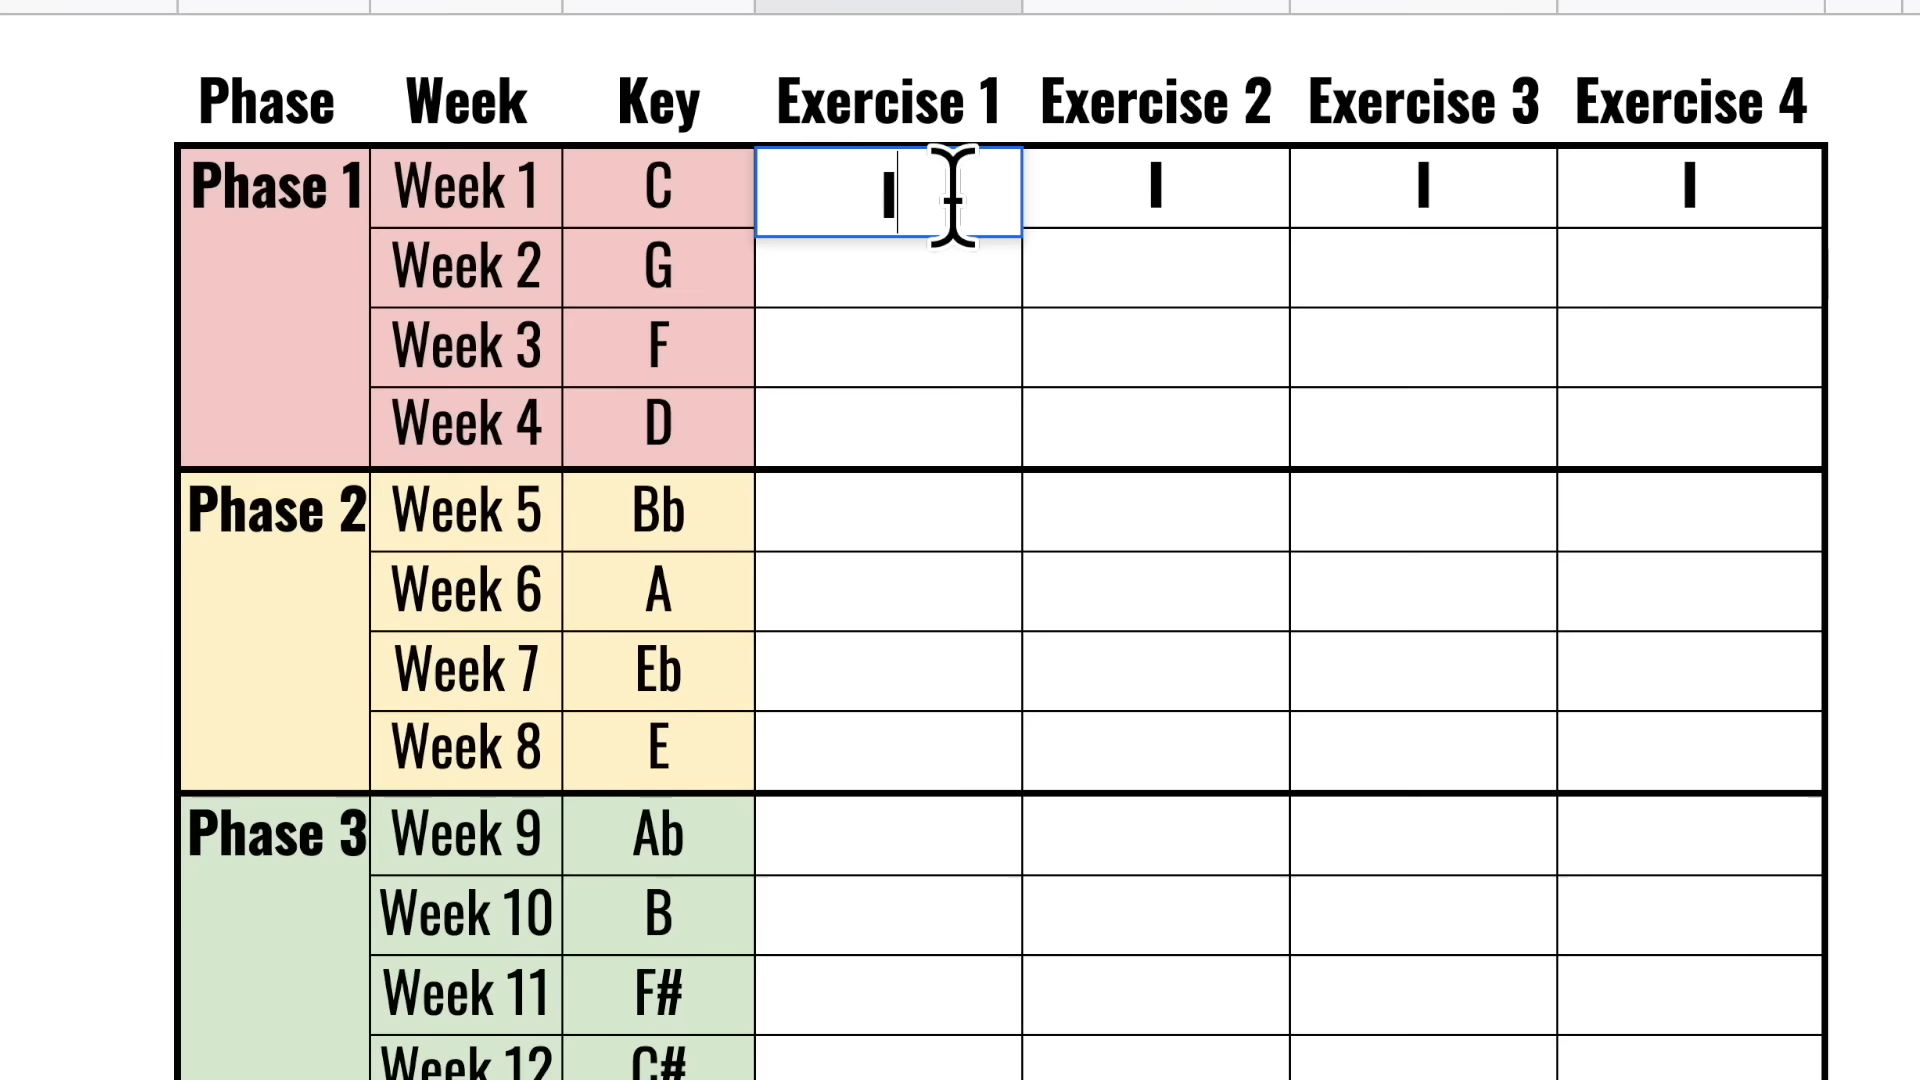 Phase Week Key Exercise 1 Exercise 2 Exercise 3 Exercise 4
Phase 1 Week 1 C I I I I
Week 2 G
Week 3 F
Week 4 D
Phase 2 Week 5 Bb
Week 6 A
Week 7 Eb
Week 8 E
Phase 3 Week 9 Ab
Week 10 B
Week 11 F#
Week 12 C#